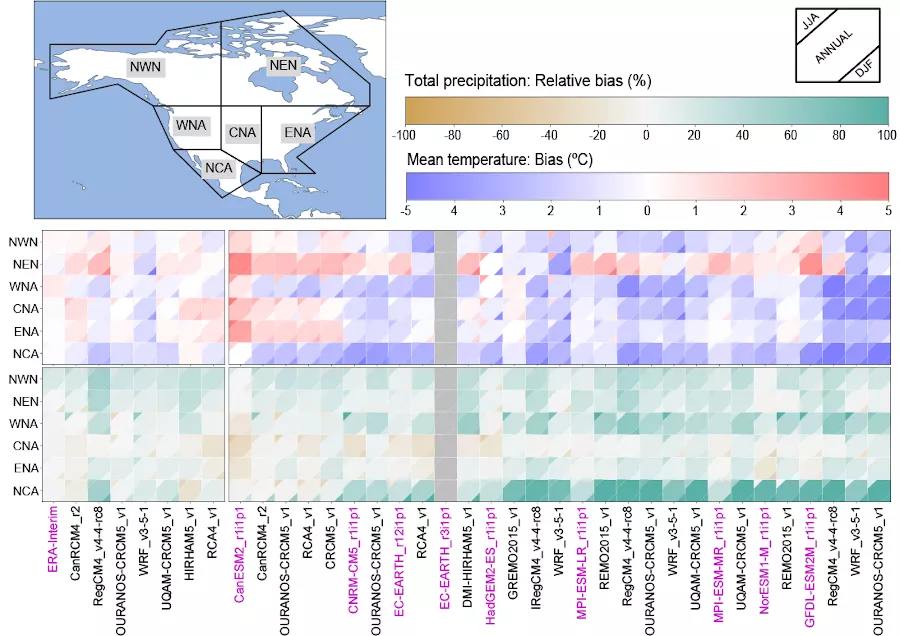 NWN
NEN
WNA
CNA
ENA
NCA
JJA
ANNUAL
DJF
Total precipitation: Relative bias (%)
-100 -80 -60 -40 -20 0 20 40 60 80 100
Mean temperature: Bias (ºC)
-5 4 3 2 1 0 1 2 3 4 5
NWN
NEN
WNA
CNA
ENA
NCA
NWN
NEN
WNA
CNA
ENA
NCA
ERA-Interim
CanRCM4_r2
RegCM4_v4-4-rc8
OURANOS-CRCM5_v1
WRF_v3-5-1
UQAM-CRCM5_v1
HIRHAM5_v1
RCA4_v1
CanESM2_r1i1p1
CanRCM4_r2
OURANOS-CRCM5_v1
RCA4_v1
CRCM5_v1
CNRM-CM5_r1i1p1
OURANOS-CRCM5_v1
EC-EARTH_r12i1p1
RCA4_v1
EC-EARTH_r3i1p1
DMI-HIRHAM5_v1
HadGEM2-ES_r1i1p1
GREMO2015_v1
IRegCM4_v4-4-rc8
WRF_v3-5-1
MPI-ESM-LR_r1i1p1
REMO2015_v1
RegCM4_v4-4-rc8
OURANOS-CRCM5_v1
WRF_v3-5-1
UQAM-CRCM5_v1
MPI-ESM-MR_r1i1p1
UQAM-CRCM5_v1
NorESM1-M_r1i1p1
REMO2015_v1
GFDL-ESM2M_r1i1p1
RegCM4_v4-4-rc8
WRF_v3-5-1
OURANOS-CRCM5_v1